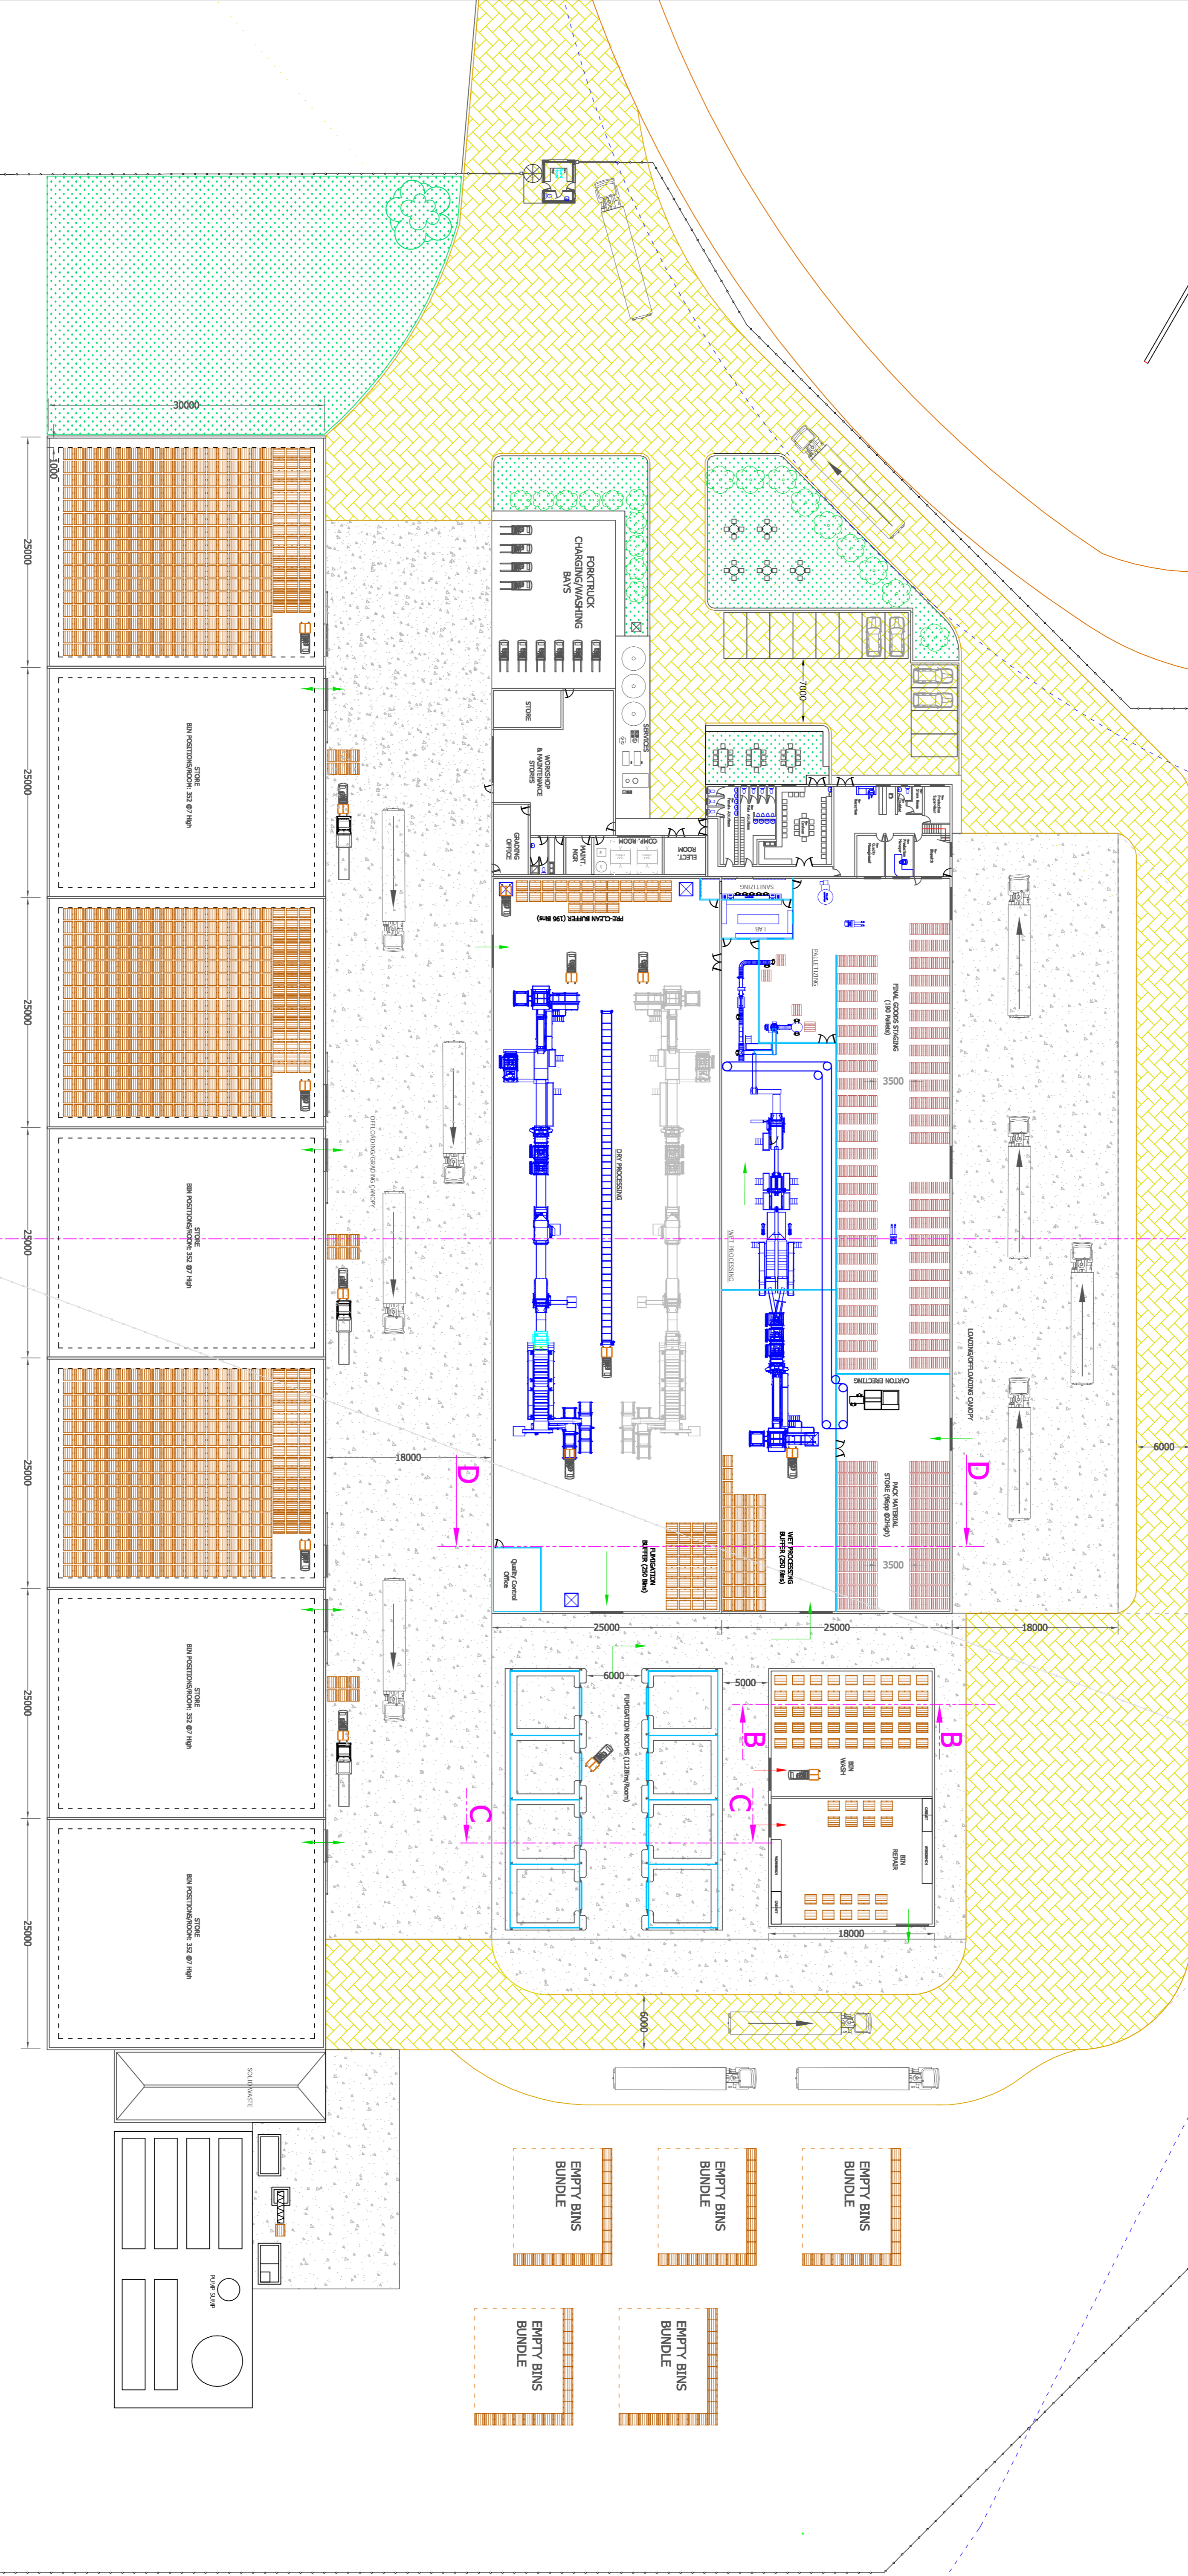 30000
1000
25000
25000
25000
25000
25000
25000
25000
STORE
BIN POSITIONS/ROOM: 352 @7 High
STORE
BIN POSITIONS/ROOM: 352 @7 High
STORE
BIN POSITIONS/ROOM: 352 @7 High
STORE
BIN POSITIONS/ROOM: 352 @7 High
OFFLOADING/GRADING CANOPY
18000
FORKTRUCK
CHARGING/WASHING
BAYS
STORE
WORKSHOP
& MAINTENANCE
STORES
SERVICES
GRADING
OFFICE
MAINT.
MGR
COMP. ROOM
ELECT.
ROOM
7000
PRE-CLEAN BUFFER (196 Bins)
SANITIZING
LAB
PALLETIZING
FINAL GOODS STAGING
(190 Pallets)
3500
DRY PROCESSING
WET PROCESSING
CARTON ERECTING
LOADING/OFFLOADING CANOPY
6000
D
D
PACK MATERIAL
STORE (96pp @2High)
3500
WET PROCESSING
BUFFER (250 Bins)
FUMIGATION
BUFFER (250 Bins)
Quality Control
Office
25000
25000
18000
6000
5000
FUMIGATION ROOMS (112Bins/Room)
B
B
BIN
WASH
C
C
BIN
REPAIR
WORKBENCH
WORKBENCH
18000
6000
SOLID WASTE
PUMP SUMP
EMPTY BINS
BUNDLE
EMPTY BINS
BUNDLE
EMPTY BINS
BUNDLE
EMPTY BINS
BUNDLE
EMPTY BINS
BUNDLE